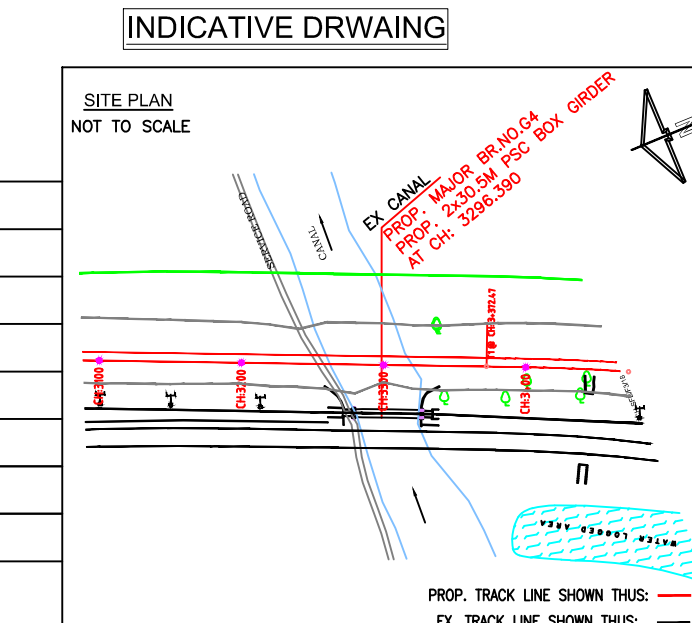 INDICATIVE DRWAING
SITE PLAN
NOT TO SCALE
EX CANAL
PROP. MAJOR BR.NO.G4
PROP. 2x30.5M PSC BOX GIRDER
AT CH: 3296.390
SERVICE ROAD
CANAL
CH:3100
CH:3200
CH:3300
CH:3400
WATER LOGGED AREA
PROP. TRACK LINE SHOWN THUS:
EX. TRACK LINE SHOWN THUS: